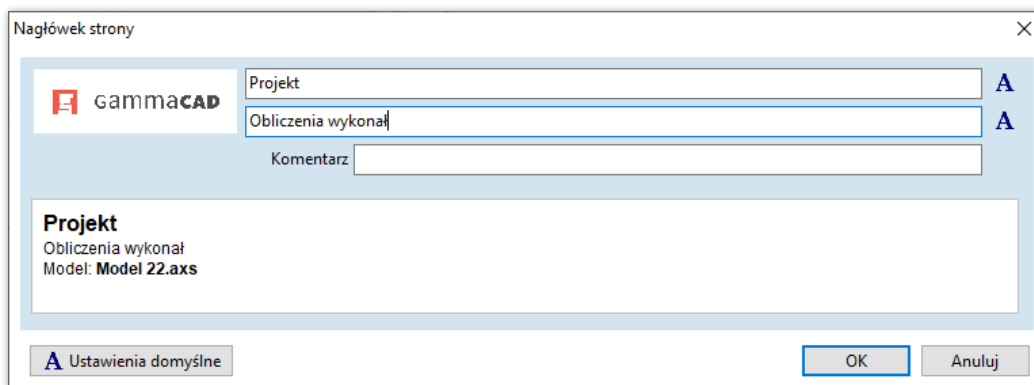 Nagłówek strony
GammaCAD
Projekt
A
Obliczenia wykonał
A
Komentarz
Projekt
Obliczenia wykonał
Model: Model 22.axs
A Ustawienia domyślne
OK
Anuluj